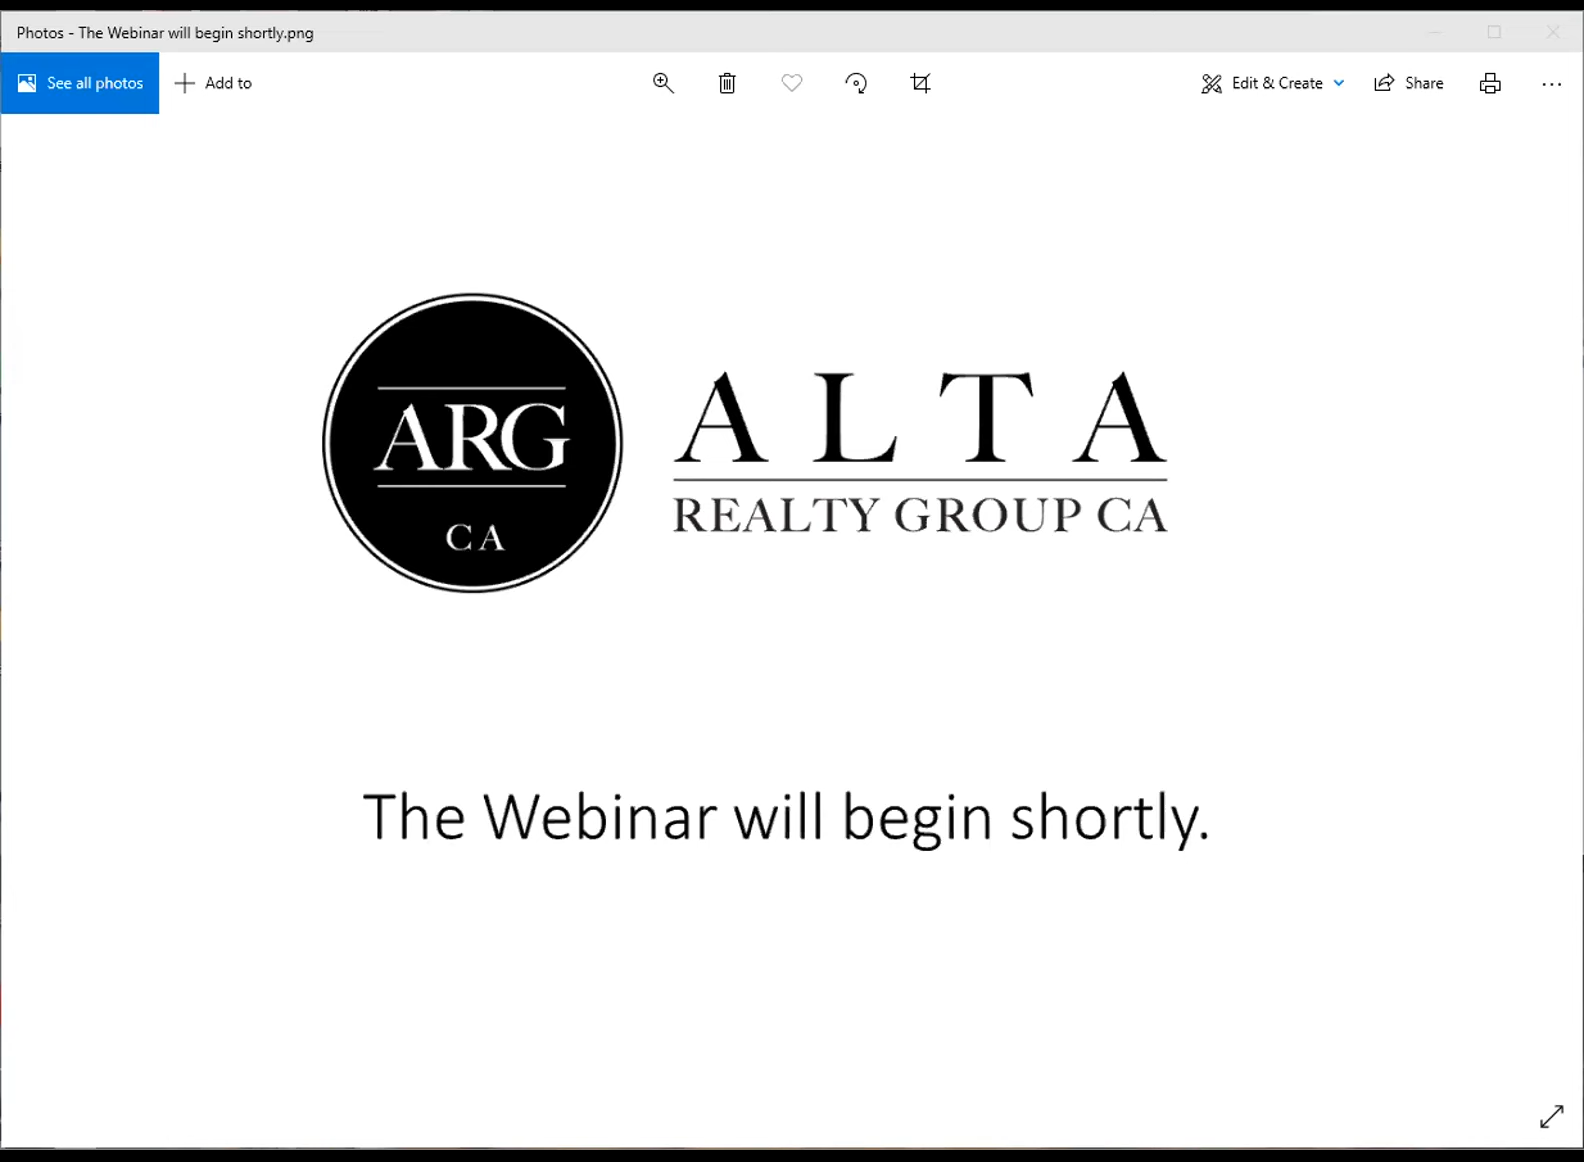 Photos - The Webinar will begin shortly.png
See all photos
Add to
Edit & Create
Share
ARG
CA
ALTA
REALTY GROUP CA
The Webinar will begin shortly.